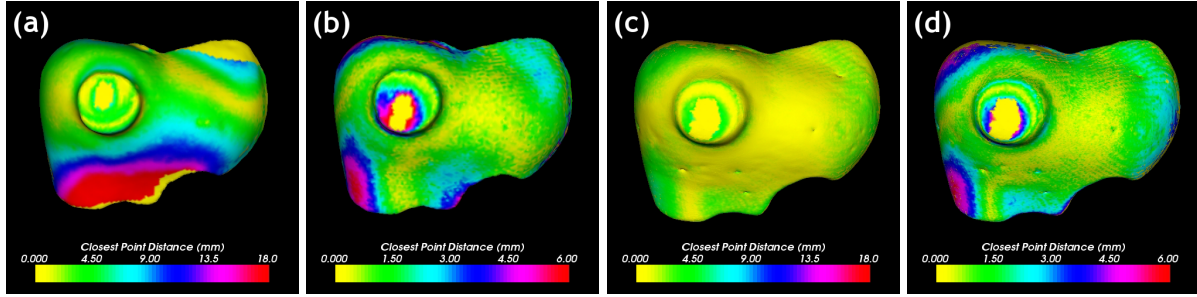 (a)
Closest Point Distance (mm)
0.000 4.50 9.00 13.5 18.0
(b)
Closest Point Distance (mm)
0.000 1.50 3.00 4.50 6.00
(c)
Closest Point Distance (mm)
0.000 4.50 9.00 13.5 18.0
(d)
Closest Point Distance (mm)
0.000 1.50 3.00 4.50 6.00